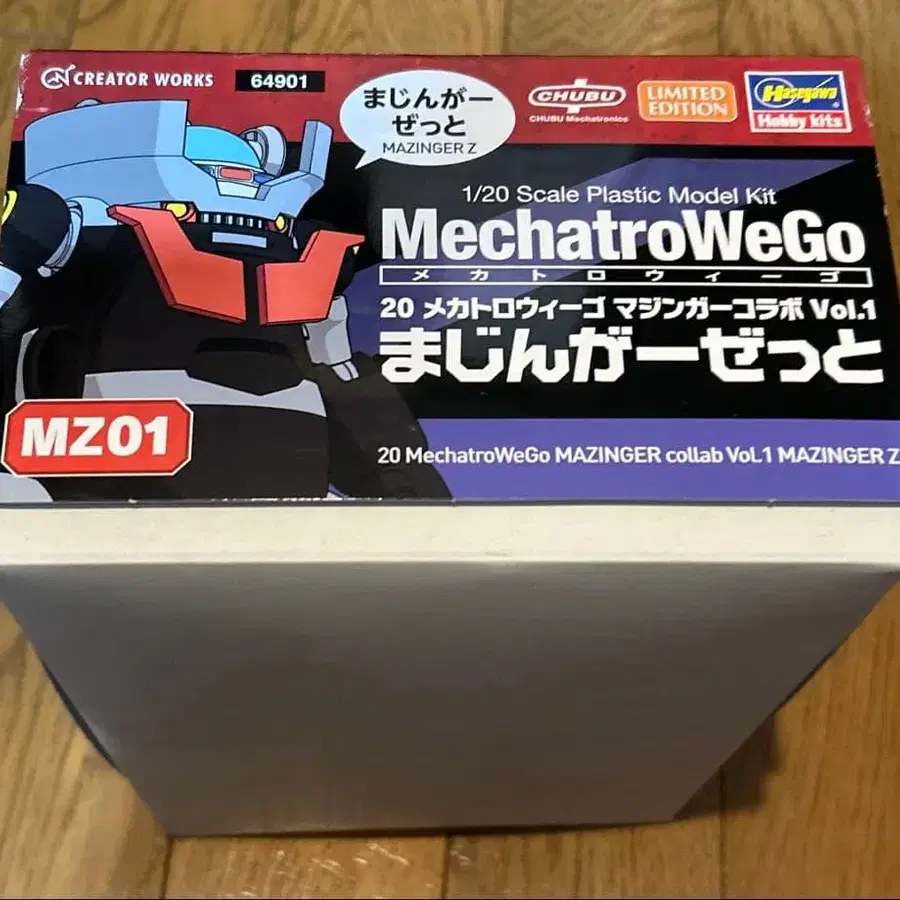 CREATOR WORKS
64901
まじんがー
ぜっと
MAZINGER Z
CHUBU
CHUBU Mechatronics
LIMITED
EDITION
Hasegawa
Hobby kits
1/20 Scale Plastic Model Kit
MechatroWeGo
メカトロウィーゴ
20 メカトロウィーゴ マジンガーコラボ Vol.1
まじんがーぜっと
MZ01
20 MechatroWeGo MAZINGER collab Vol.1 MAZINGER Z